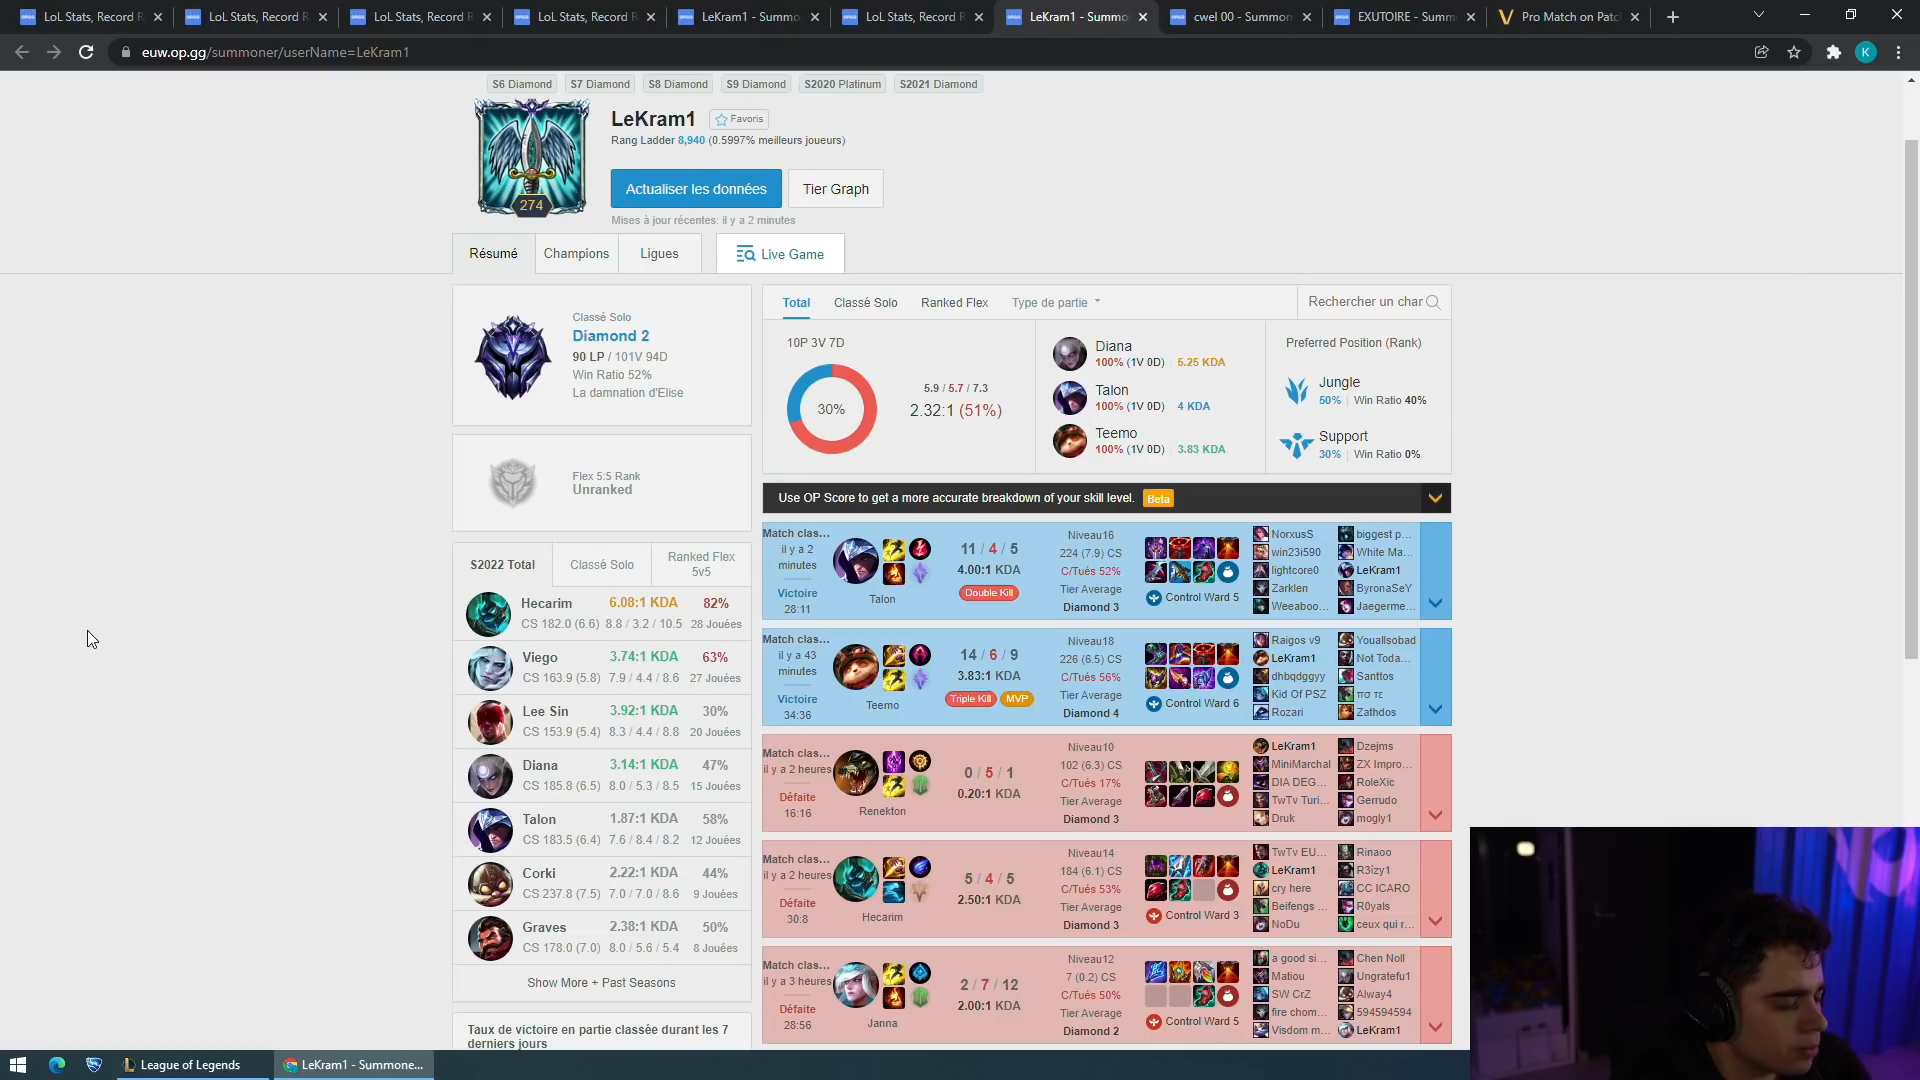 LoL Stats, Record R
LoL Stats, Record R
LoL Stats, Record R
LoL Stats, Record R
LeKram1 - Summo
LoL Stats, Record R
LeKram1 - Summo
cwel 00 - Summon
EXUTOIRE - Summ
Pro Match on Patc
euw.op.gg/summoner/userName=LeKram1
K
S6 Diamond
S7 Diamond
S8 Diamond
S9 Diamond
S2020 Platinum
S2021 Diamond
LeKram1
Favoris
Rang Ladder 8,940 (0.5997% meilleurs joueurs)
274
Actualiser les données
Tier Graph
Mises à jour récentes: il y a 2 minutes
Résumé
Champions
Ligues
Live Game
Classé Solo
Diamond 2
90 LP / 101V 94D
Win Ratio 52%
La damnation d'Elise
Flex 5:5 Rank
Unranked
S2022 Total
Classé Solo
Ranked Flex
5v5
Hecarim 6.08:1 KDA 82%
CS 182.0 (6.6) 8.8 / 3.2 / 10.5 28 Jouées
Viego 3.74:1 KDA 63%
CS 163.9 (5.8) 7.9 / 4.4 / 8.6 27 Jouées
Lee Sin 3.92:1 KDA 30%
CS 153.9 (5.4) 8.3 / 4.4 / 8.8 20 Jouées
Diana 3.14:1 KDA 47%
CS 185.8 (6.5) 8.0 / 5.3 / 8.5 15 Jouées
Talon 1.87:1 KDA 58%
CS 183.5 (6.4) 7.6 / 8.4 / 8.2 12 Jouées
Corki 2.22:1 KDA 44%
CS 237.8 (7.5) 7.0 / 7.0 / 8.6 9 Jouées
Graves 2.38:1 KDA 50%
CS 178.0 (7.0) 8.0 / 5.6 / 5.4 8 Jouées
Show More + Past Seasons
Taux de victoire en partie classée durant les 7
derniers jours
Total
Classé Solo
Ranked Flex
Type de partie
Rechercher un char
10P 3V 7D
30%
5.9 / 5.7 / 7.3
2.32:1 (51%)
Diana
100% (1V 0D) 5.25 KDA
Talon
100% (1V 0D) 4 KDA
Teemo
100% (1V 0D) 3.83 KDA
Preferred Position (Rank)
Jungle
50% Win Ratio 40%
Support
30% Win Ratio 0%
Use OP Score to get a more accurate breakdown of your skill level. Beta
Match clas...
il y a 2
minutes
Victoire
28:11
Talon
11 / 4 / 5
4.00:1 KDA
Double Kill
Niveau16
224 (7.9) CS
C/Tués 52%
Tier Average
Diamond 3
Control Ward 5
NorxusS
win23i590
lightcore0
Zarklen
Weeaboo...
biggest p...
White Ma...
LeKram1
ByronaSeY
Jaegerme...
Match clas...
il y a 43
minutes
Victoire
34:36
Teemo
14 / 6 / 9
3.83:1 KDA
Triple Kill
MVP
Niveau18
226 (6.5) CS
C/Tués 56%
Tier Average
Diamond 4
Control Ward 6
Raigos v9
LeKram1
dhbqdggyy
Kid Of PSZ
Rozari
Youallsobad
Not Toda...
Santtos
πσ τε
Zathdos
Match clas...
il y a 2 heures
Défaite
16:16
Renekton
0 / 5 / 1
0.20:1 KDA
Niveau10
102 (6.3) CS
C/Tués 17%
Tier Average
Diamond 3
LeKram1
MiniMarchal
DIA DEG...
TwTv Turi...
Druk
Dzejms
ZX Impro...
RoleXic
Gerrudo
mogly1
Match clas...
il y a 2 heures
Défaite
30:8
Hecarim
5 / 4 / 5
2.50:1 KDA
Niveau14
184 (6.1) CS
C/Tués 53%
Tier Average
Diamond 3
Control Ward 3
TwTv EU...
LeKram1
cry here
Beifengs ...
NoDu
Rinaoo
R3izy1
CC ICARO
R0yals
ceux qui r...
Match clas...
il y a 3 heures
Défaite
28:56
Janna
2 / 7 / 12
2.00:1 KDA
Niveau12
7 (0.2) CS
C/Tués 50%
Tier Average
Diamond 2
Control Ward 5
a good si...
Matiou
SW CrZ
fire chom...
Visdom m...
Chen Noll
Ungratefu1
Alway4
594594594
LeKram1
League of Legends
LeKram1 - Summone...